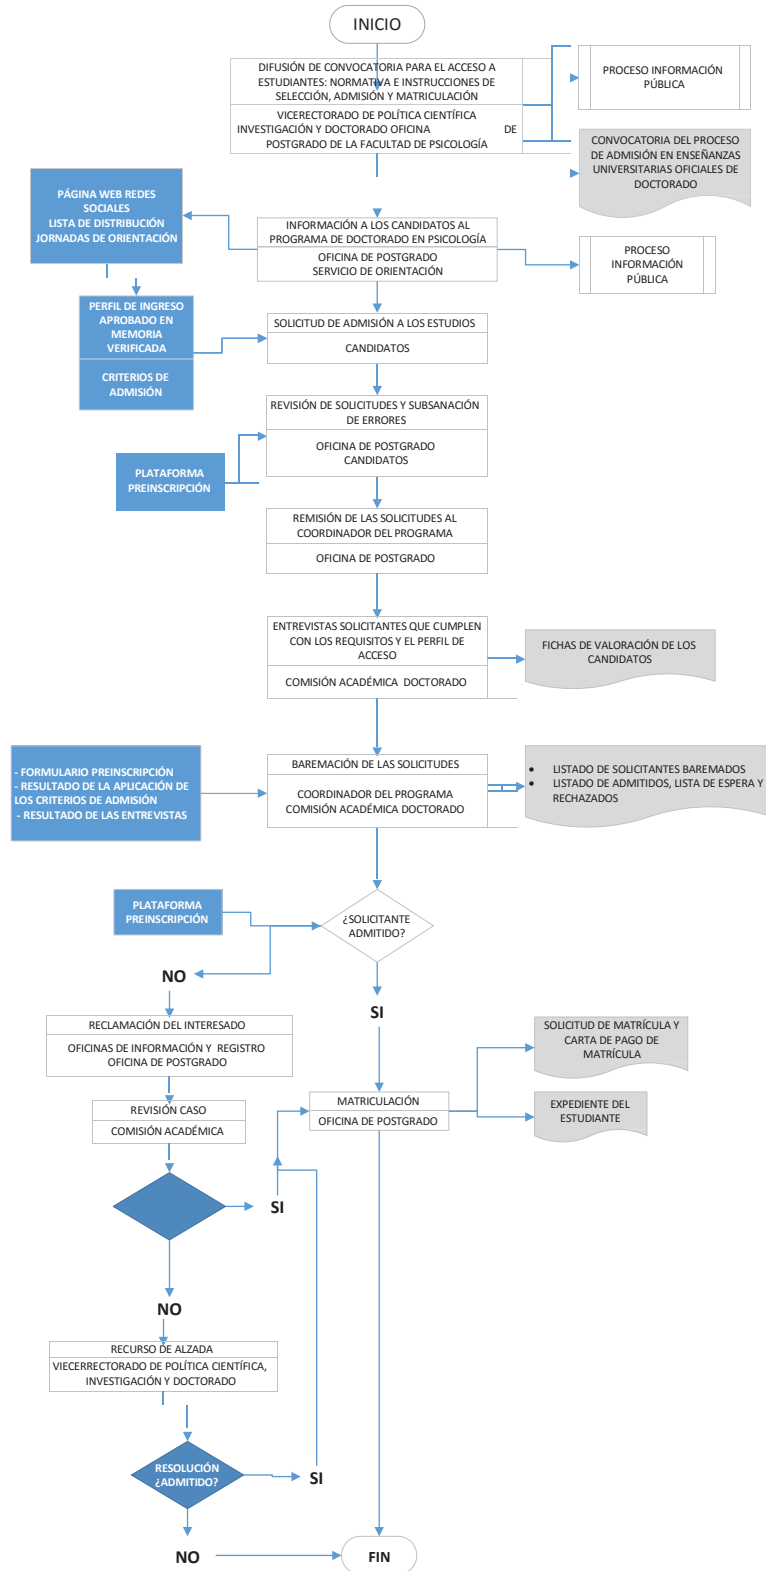 INICIO
DIFUSIÓN DE CONVOCATORIA PARA EL ACCESO A
ESTUDIANTES: NORMATIVA E INSTRUCCIONES DE
SELECCIÓN, ADMISIÓN Y MATRICULACIÓN
VICERECTORADO DE POLÍTICA CIENTÍFICA
INVESTIGACIÓN Y DOCTORADO OFICINA DE
POSTGRADO DE LA FACULTAD DE PSICOLOGÍA
PROCESO INFORMACIÓN
PÚBLICA
CONVOCATORIA DEL PROCESO
DE ADMISIÓN EN ENSEÑANZAS
UNIVERSITARIAS OFICIALES DE
DOCTORADO
PÁGINA WEB REDES
SOCIALES
LISTA DE DISTRIBUCIÓN
JORNADAS DE ORIENTACIÓN
INFORMACIÓN A LOS CANDIDATOS AL
PROGRAMA DE DOCTORADO EN PSICOLOGÍA
OFICINA DE POSTGRADO
SERVICIO DE ORIENTACIÓN
PROCESO
INFORMACIÓN
PÚBLICA
PERFIL DE INGRESO
APROBADO EN
MEMORIA
VERIFICADA
CRITERIOS DE
ADMISIÓN
SOLICITUD DE ADMISIÓN A LOS ESTUDIOS
CANDIDATOS
REVISIÓN DE SOLICITUDES Y SUBSANACIÓN
DE ERRORES
OFICINA DE POSTGRADO
CANDIDATOS
PLATAFORMA
PREINSCRIPCIÓN
REMISIÓN DE LAS SOLICITUDES AL
COORDINADOR DEL PROGRAMA
OFICINA DE POSTGRADO
ENTREVISTAS SOLICITANTES QUE CUMPLEN
CON LOS REQUISITOS Y EL PERFIL DE
ACCESO
COMISIÓN ACADÉMICA DOCTORADO
FICHAS DE VALORACIÓN DE LOS
CANDIDATOS
- FORMULARIO PREINSCRIPCIÓN
- RESULTADO DE LA APLICACIÓN DE
LOS CRITERIOS DE ADMISIÓN
- RESULTADO DE LAS ENTREVISTAS
BAREMACIÓN DE LAS SOLICITUDES
COORDINADOR DEL PROGRAMA
COMISIÓN ACADÉMICA DOCTORADO
• LISTADO DE SOLICITANTES BAREMADOS
• LISTADO DE ADMITIDOS, LISTA DE ESPERA Y
RECHAZADOS
PLATAFORMA
PREINSCRIPCIÓN
¿SOLICITANTE
ADMITIDO?
NO
SI
RECLAMACIÓN DEL INTERESADO
OFICINAS DE INFORMACIÓN Y REGISTRO
OFICINA DE POSTGRADO
SOLICITUD DE MATRÍCULA Y
CARTA DE PAGO DE
MATRÍCULA
REVISIÓN CASO
COMISIÓN ACADÉMICA
MATRICULACIÓN
OFICINA DE POSTGRADO
EXPEDIENTE DEL
ESTUDIANTE
SI
NO
RECURSO DE ALZADA
VIECERRECTORADO DE POLÍTICA CIENTÍFICA,
INVESTIGACIÓN Y DOCTORADO
RESOLUCIÓN
¿ADMITIDO?
SI
NO
FIN